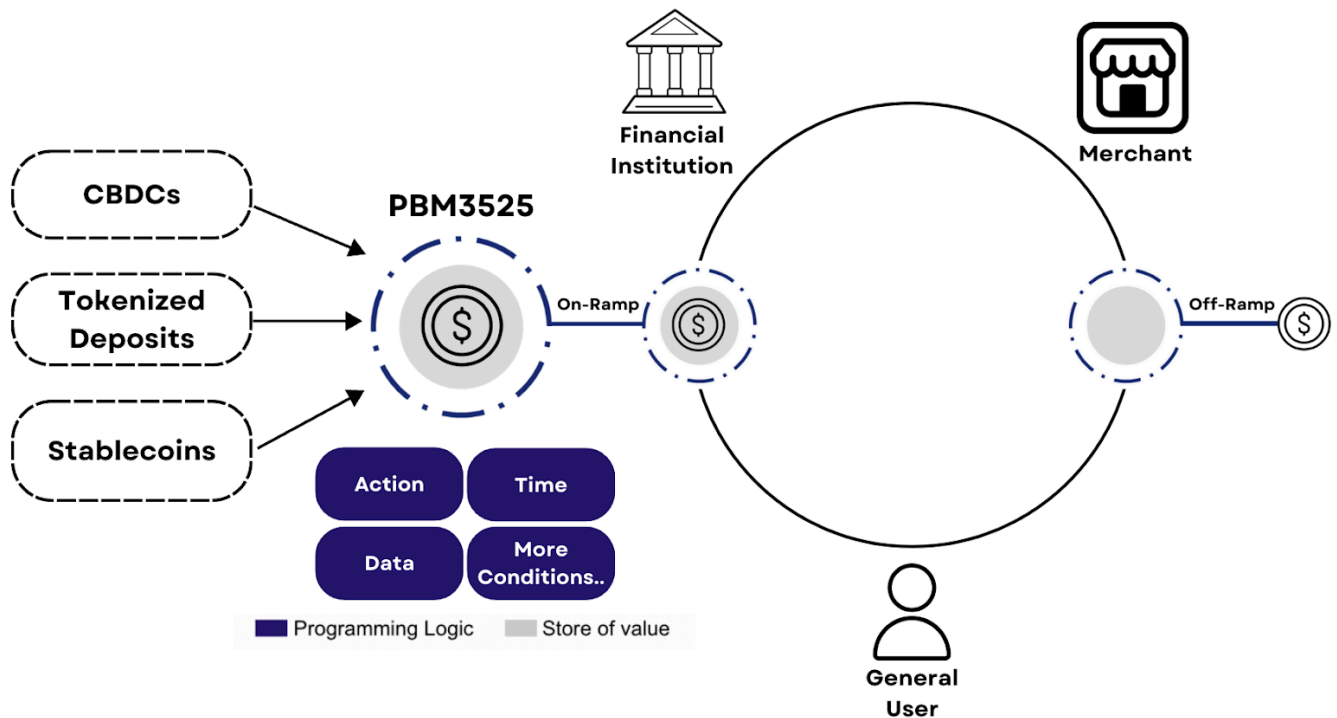 CBDCs
Tokenized
Deposits
Stablecoins
PBM3525
$
On-Ramp
Action
Time
Data
More
Conditions..
Programming Logic
Store of value
Financial
Institution
$
Merchant
Off-Ramp
$
General
User